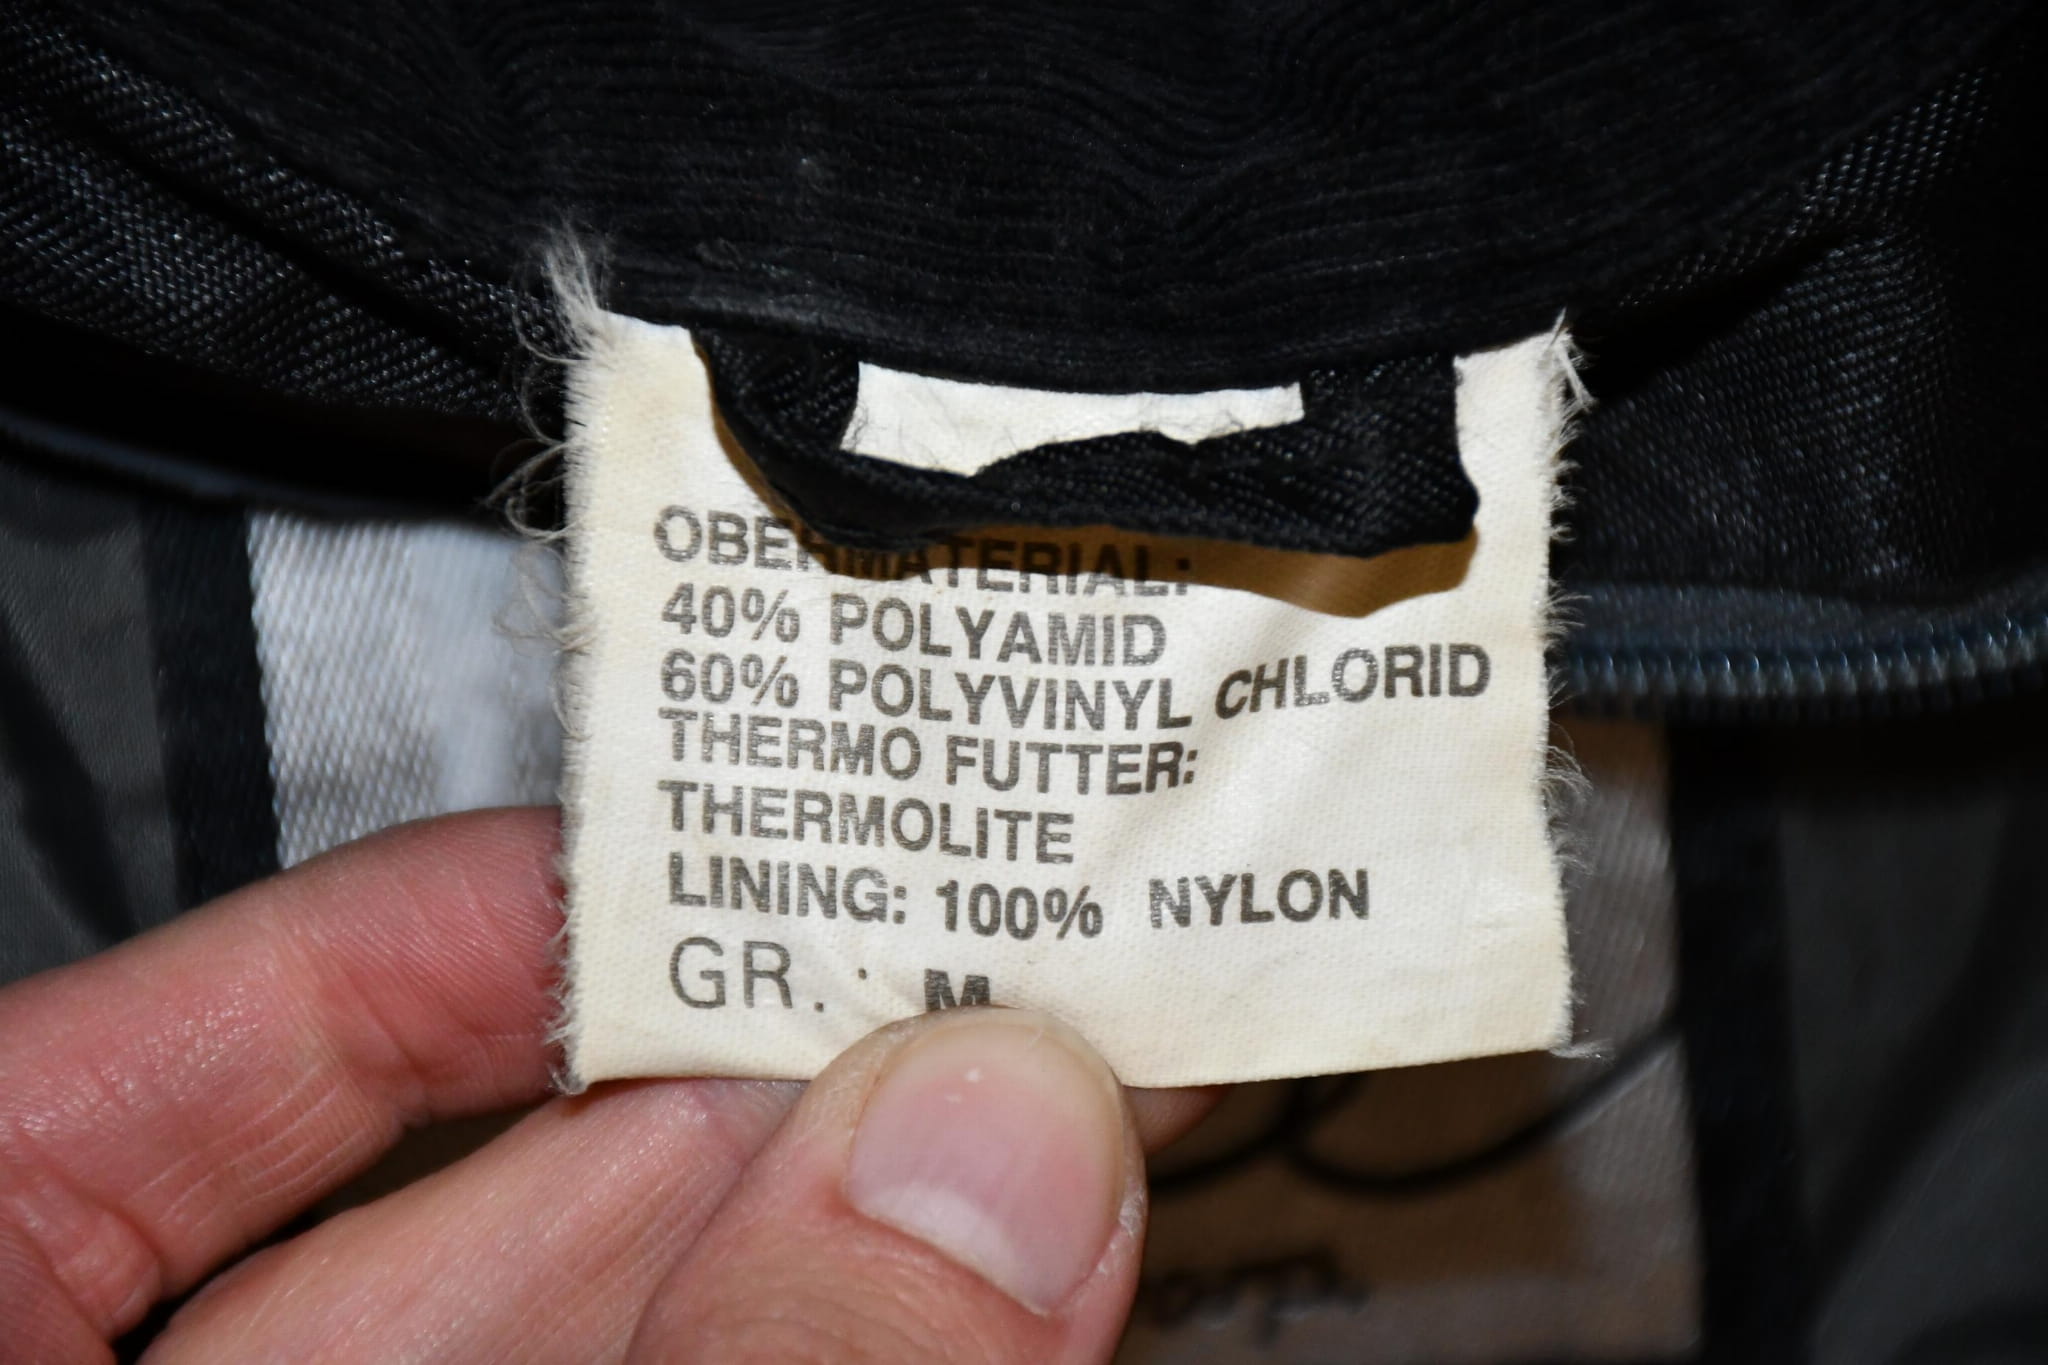 OBERMATERIAL:
40% POLYAMID
60% POLYVINYL CHLORID
THERMO FUTTER:
THERMOLITE
LINING: 100% NYLON
GR.: M